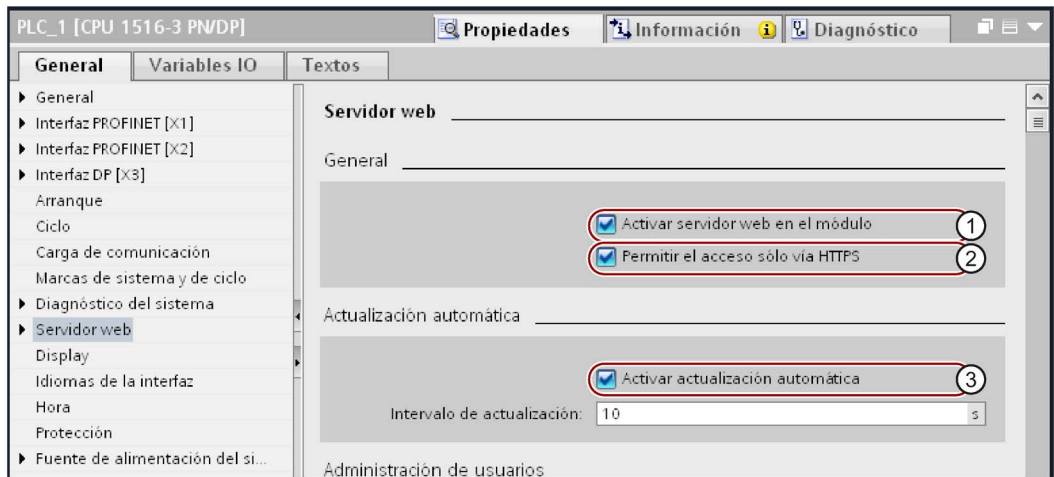 PLC_1 [CPU 1516-3 PN/DP]
Propiedades
Información
Diagnóstico
General
Variables IO
Textos
General
Interfaz PROFINET [X1]
Interfaz PROFINET [X2]
Interfaz DP [X3]
Arranque
Ciclo
Carga de comunicación
Marcas de sistema y de ciclo
Diagnóstico del sistema
Servidor web
Display
Idiomas de la interfaz
Hora
Protección
Fuente de alimentación del si...
Servidor web
General
Activar servidor web en el módulo 1
Permitir el acceso sólo vía HTTPS 2
Actualización automática
Activar actualización automática 3
Intervalo de actualización: 10 s
Administración de usuarios